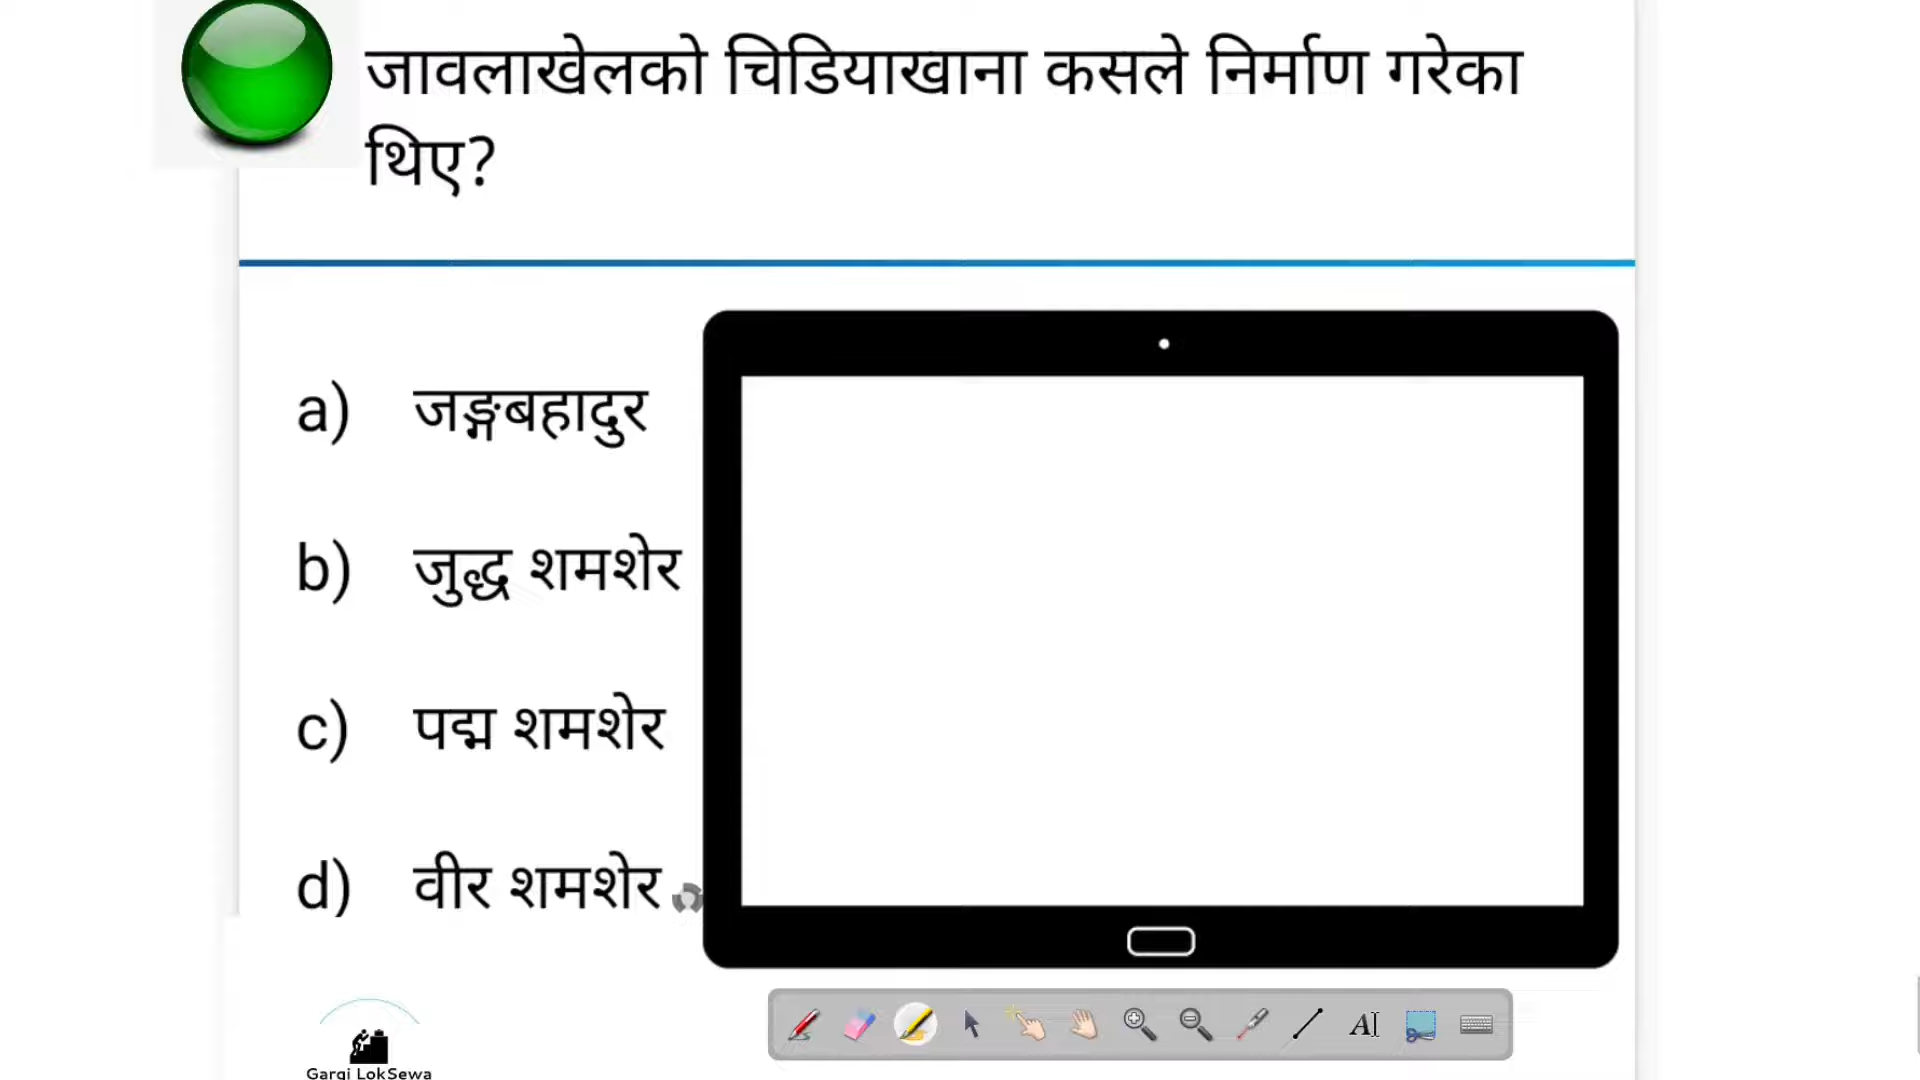 जावलाखेलको चिडियाखाना कसले निर्माण गरेका
थिए?
a) जङ्गबहादुर
b) जुद्ध शमशेर
c) पद्म शमशेर
d) वीर शमशेर
Gargi LokSewa